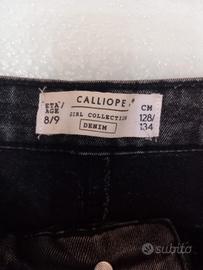 ETA'/
AGE
8/9
CALLIOPE
GIRL COLLECTION
DENIM
CM
128/
134
subito